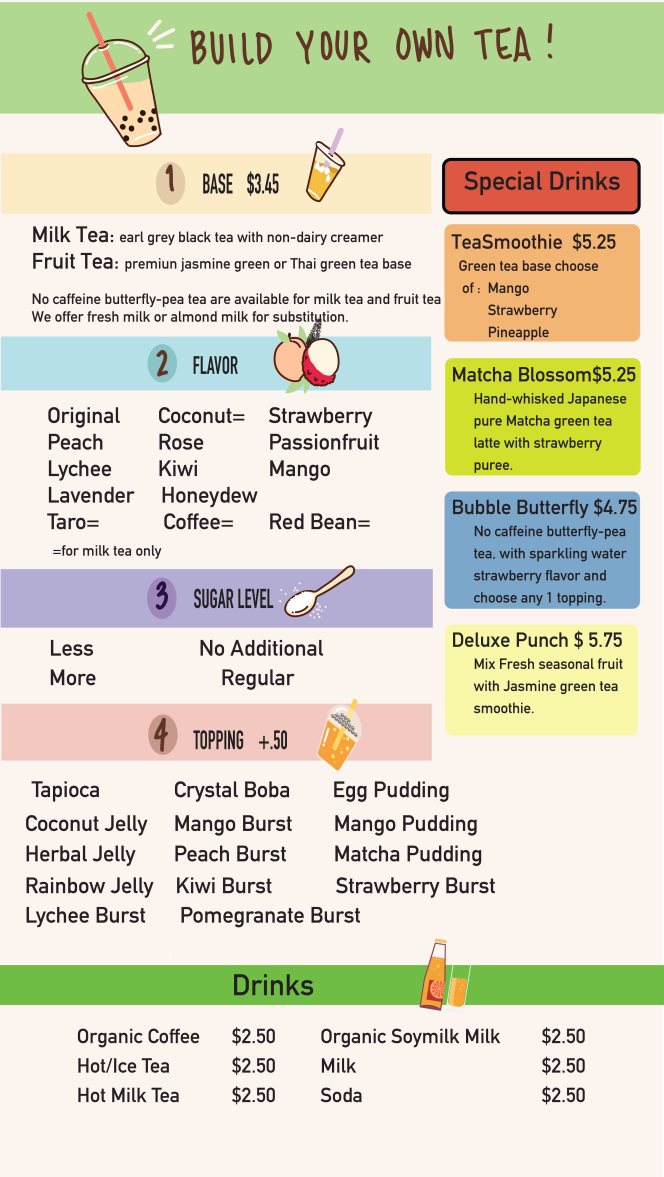 BUILD YOUR OWN TEA !
1 BASE $3.45
Milk Tea: earl grey black tea with non-dairy creamer
Fruit Tea: premiun jasmine green or Thai green tea base
No caffeine butterfly-pea tea are available for milk tea and fruit tea
We offer fresh milk or almond milk for substitution.
2 FLAVOR
Original Coconut= Strawberry
Peach Rose Passionfruit
Lychee Kiwi Mango
Lavender Honeydew
Taro= Coffee= Red Bean=
=for milk tea only
3 SUGAR LEVEL
Less No Additional
More Regular
4 TOPPING +.50
Tapioca Crystal Boba Egg Pudding
Coconut Jelly Mango Burst Mango Pudding
Herbal Jelly Peach Burst Matcha Pudding
Rainbow Jelly Kiwi Burst Strawberry Burst
Lychee Burst Pomegranate Burst
Special Drinks
TeaSmoothie $5.25
Green tea base choose
of : Mango
Strawberry
Pineapple
Matcha Blossom$5.25
Hand-whisked Japanese
pure Matcha green tea
latte with strawberry
puree.
Bubble Butterfly $4.75
No caffeine butterfly-pea
tea, with sparkling water
strawberry flavor and
choose any 1 topping.
Deluxe Punch $ 5.75
Mix Fresh seasonal fruit
with Jasmine green tea
smoothie.
Drinks
Organic Coffee $2.50 Organic Soymilk Milk $2.50
Hot/Ice Tea $2.50 Milk $2.50
Hot Milk Tea $2.50 Soda $2.50